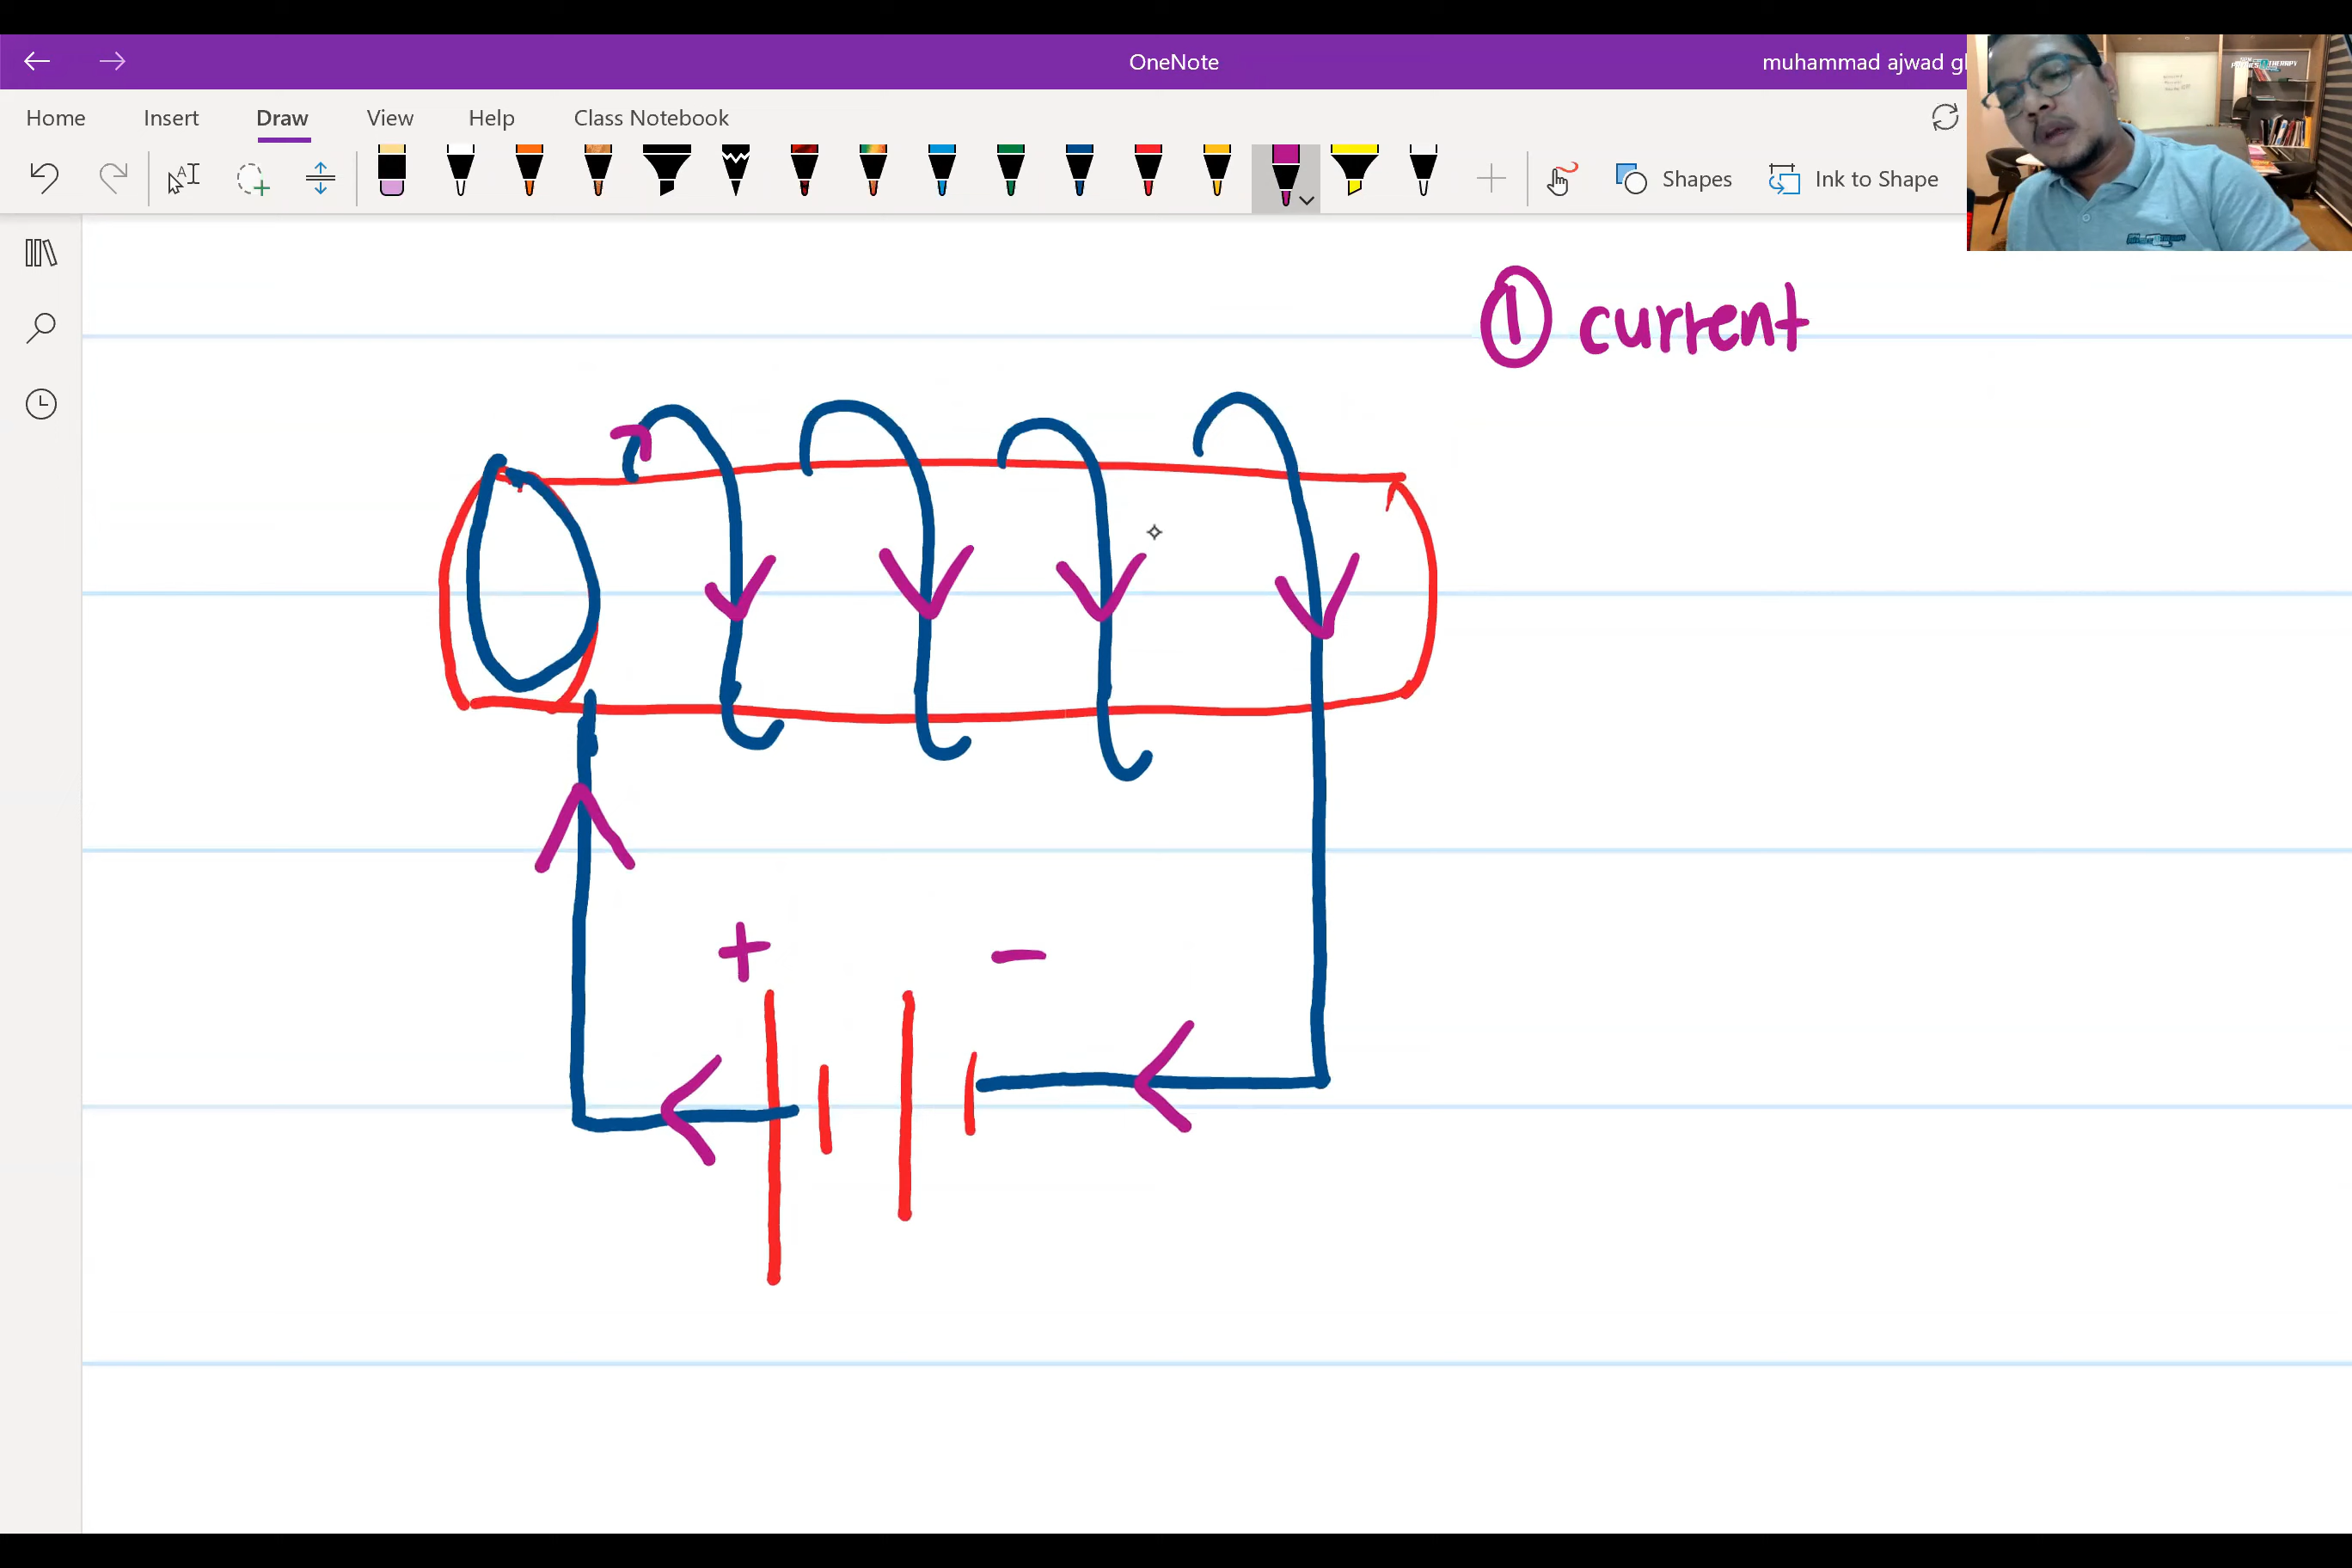 OneNote
muhammad ajwad
Home Insert Draw View Help Class Notebook
Shapes Ink to Shape
① current
+ −